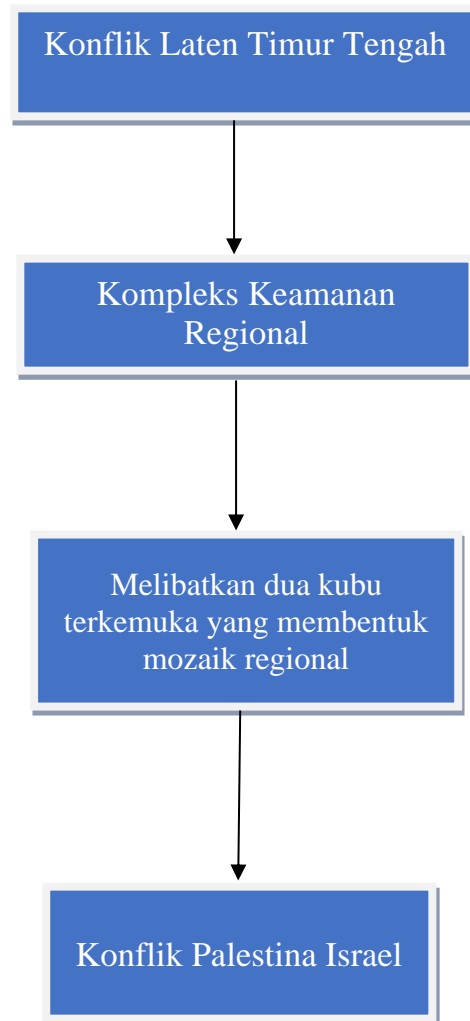 Konflik Laten Timur Tengah
Kompleks Keamanan
Regional
Melibatkan dua kubu
terkemuka yang membentuk
mozaik regional
Konflik Palestina Israel